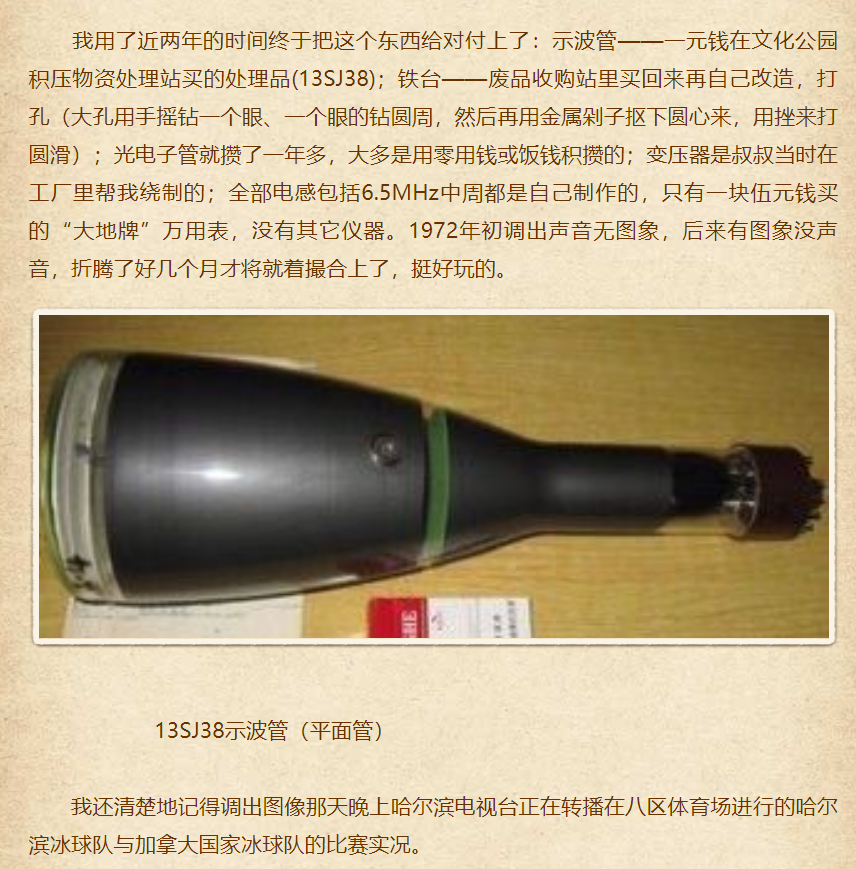 我用了近两年的时间终于把这个东西给对付上了：示波管——一元钱在文化公园
积压物资处理站买的处理品(13SJ38)；铁台——废品收购站里买回来再自己改造，打
孔（大孔用手摇钻一个眼、一个眼的钻圆周，然后再用金属剁子抠下圆心来，用挫来打
圆滑）；光电子管就攒了一年多，大多是用零用钱或饭钱积攒的；变压器是叔叔当时在
工厂里帮我绕制的；全部电感包括6.5MHz中周都是自己制作的，只有一块伍元钱买
的“大地牌”万用表，没有其它仪器。1972年初调出声音无图象，后来有图象没声
音，折腾了好几个月才将就着撮合上了，挺好玩的。
13SJ38示波管（平面管）
我还清楚地记得调出图像那天晚上哈尔滨电视台正在转播在八区体育场进行的哈尔
滨冰球队与加拿大国家冰球队的比赛实况。